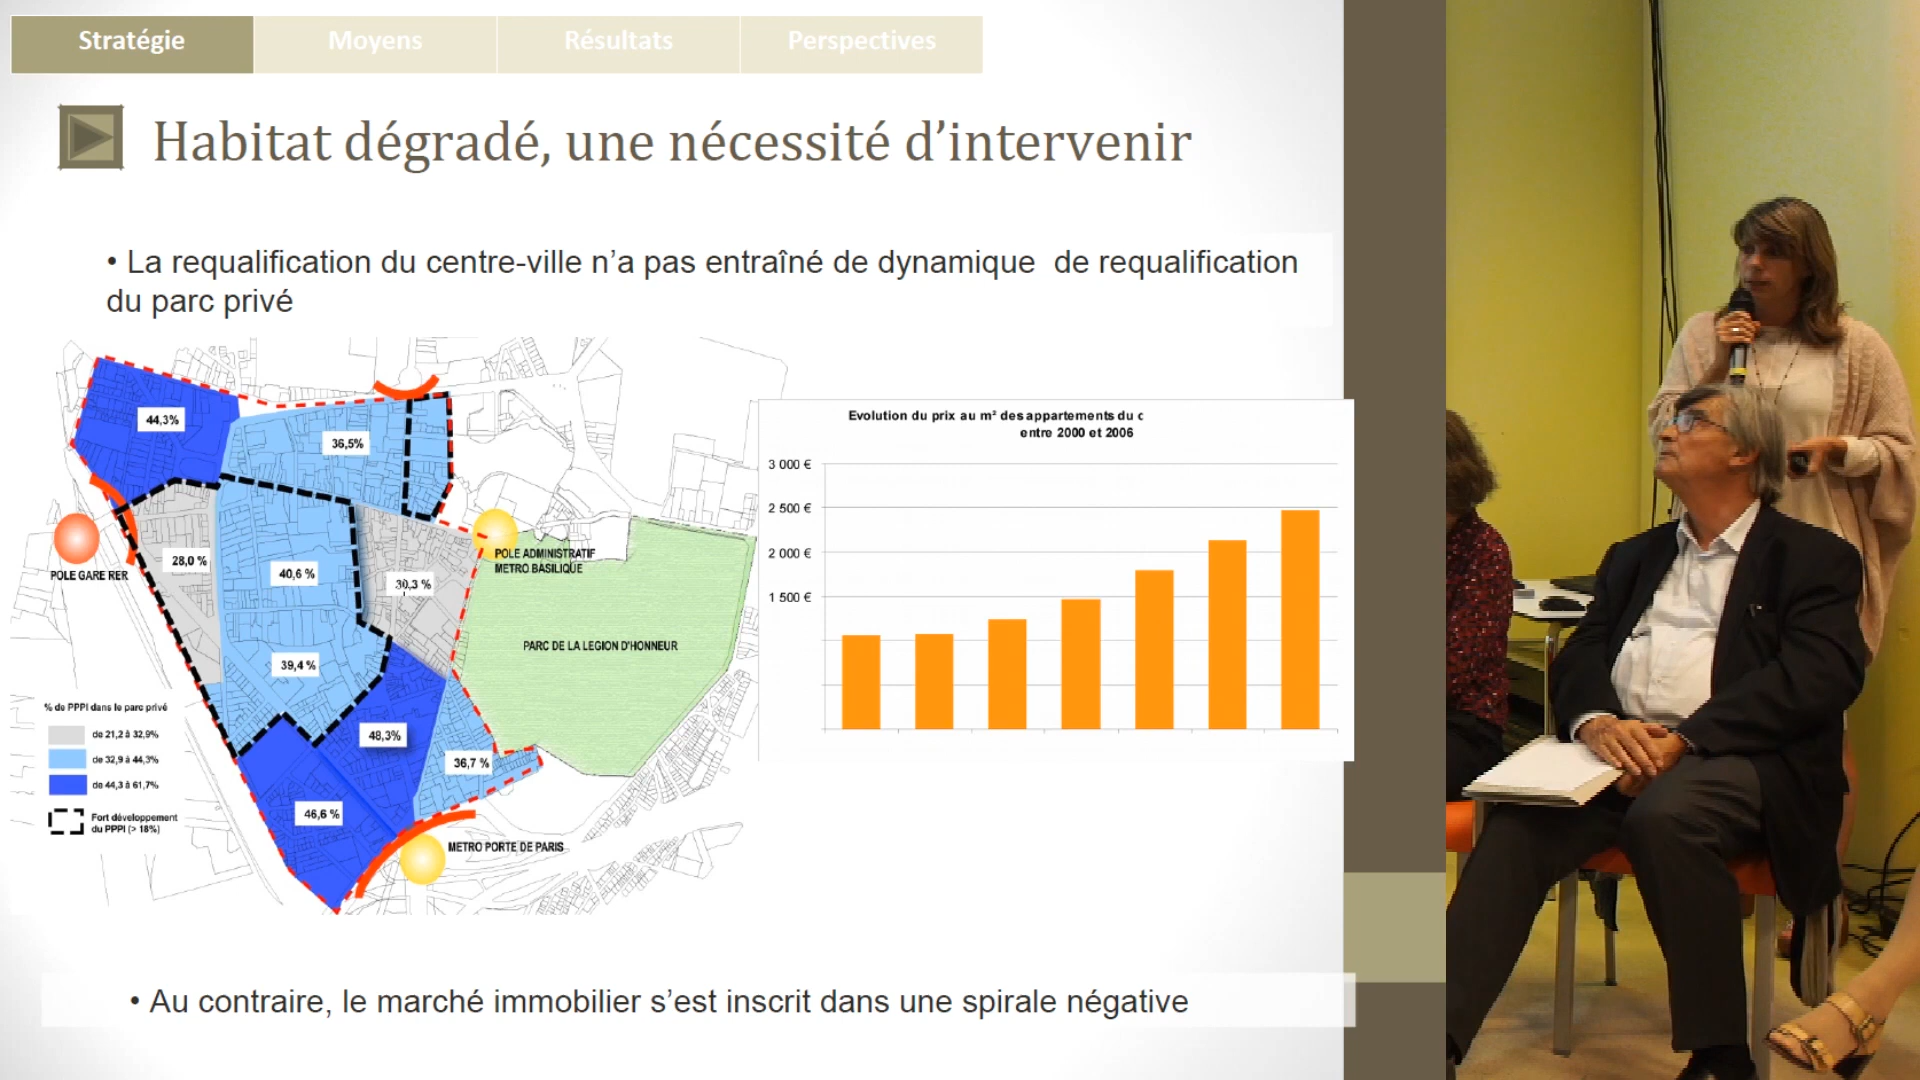 Stratégie
Moyens
Résultats
Perspectives
Habitat dégradé, une nécessité d’intervenir
• La requalification du centre-ville n’a pas entraîné de dynamique de requalification
du parc privé
44,3%
36,5%
28,0 %
40,6 %
30,3 %
39,4 %
48,3%
36,7 %
46,6 %
POLE GARE RER
POLE ADMINISTRATIF
METRO BASILIQUE
PARC DE LA LEGION D'HONNEUR
METRO PORTE DE PARIS
% de PPPI dans le parc privé
de 21,2 à 32,9%
de 32,9 à 44,3%
de 44,3 à 61,7%
Fort développement
du PPPI (> 18%)
Evolution du prix au m² des appartements du c
entre 2000 et 2006
3 000 €
2 500 €
2 000 €
1 500 €
• Au contraire, le marché immobilier s’est inscrit dans une spirale négative